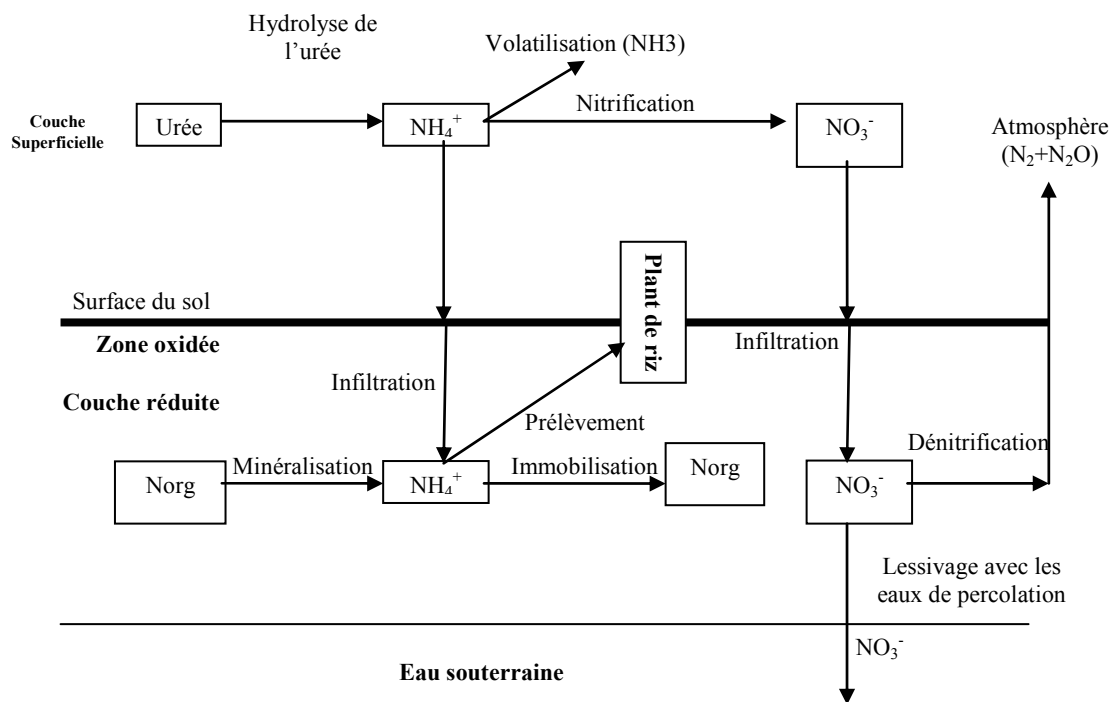 Hydrolyse de
l’urée
Volatilisation (NH3)
Nitrification
Couche
Superficielle
Urée
NH₄⁺
NO₃⁻
Atmosphère
(N₂+N₂O)
Plant de
riz
Surface du sol
Zone oxidée
Infiltration
Infiltration
Couche réduite
Prélèvement
Dénitrification
Minéralisation
Immobilisation
Norg
NH₄⁺
Norg
NO₃⁻
Lessivage avec les
eaux de percolation
NO₃⁻
Eau souterraine